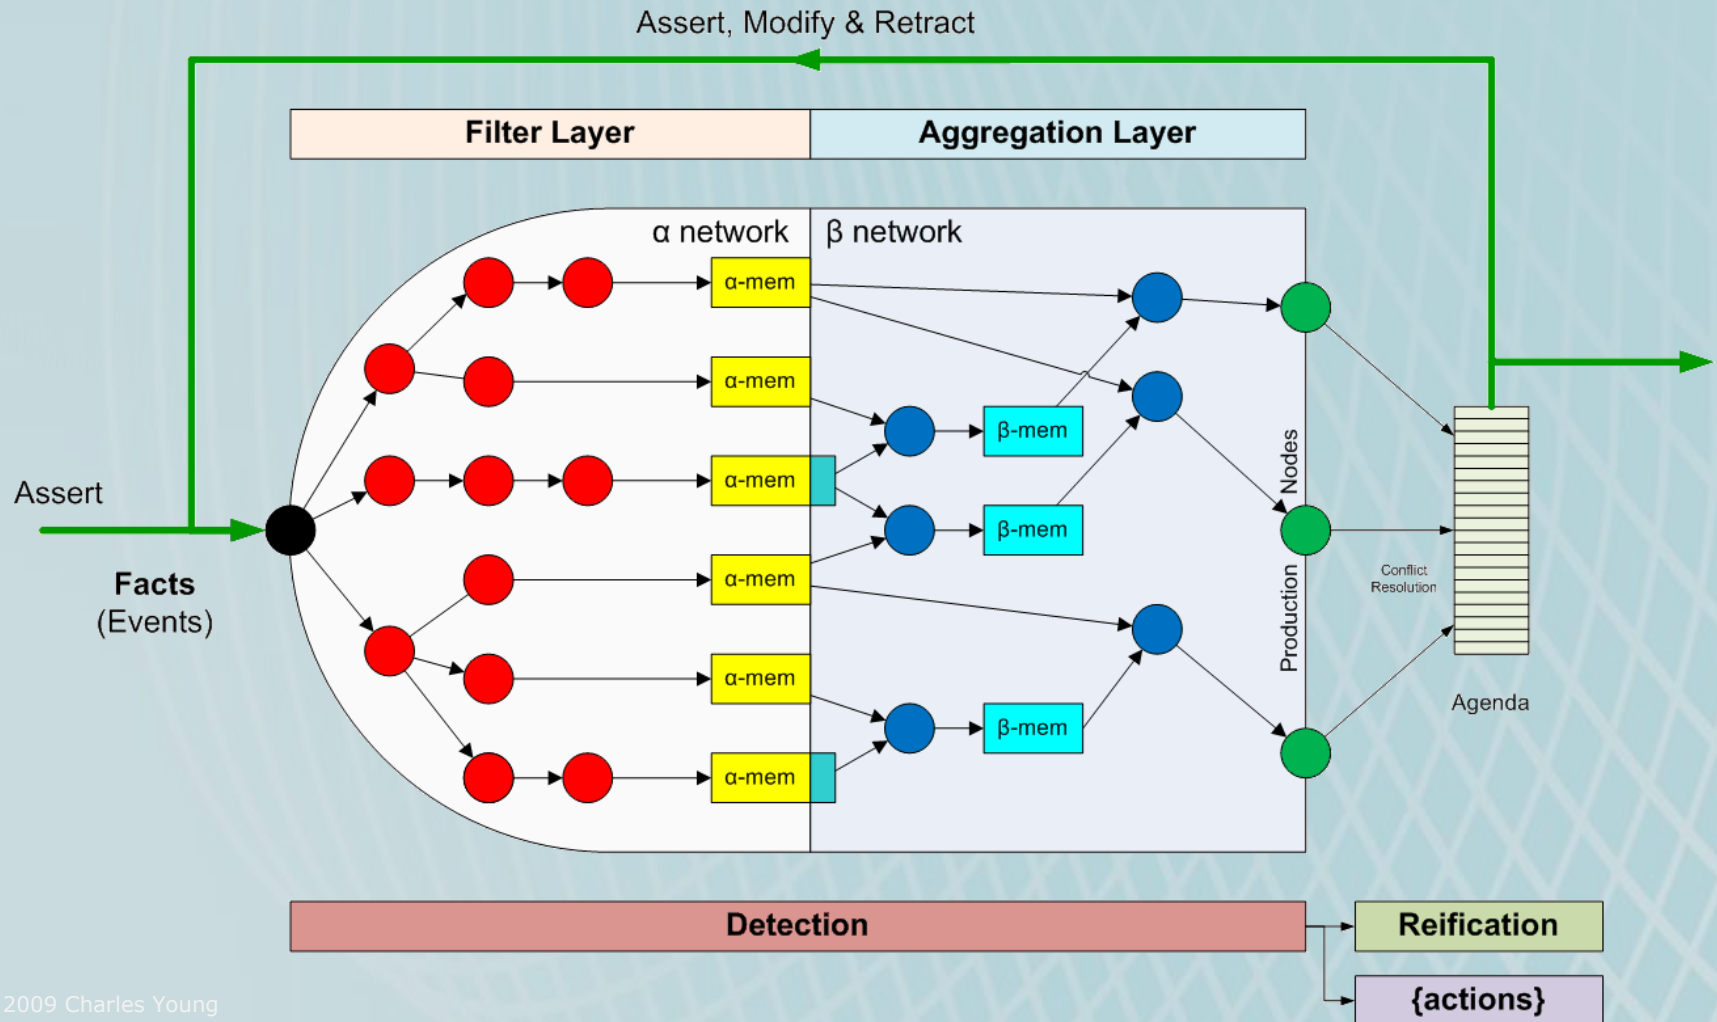 Assert, Modify & Retract
Filter Layer
Aggregation Layer
α network
β network
α-mem
α-mem
α-mem
α-mem
α-mem
α-mem
β-mem
β-mem
β-mem
Assert
Facts
(Events)
Production Nodes
Conflict
Resolution
Agenda
Detection
Reification
{actions}
2009 Charles Young